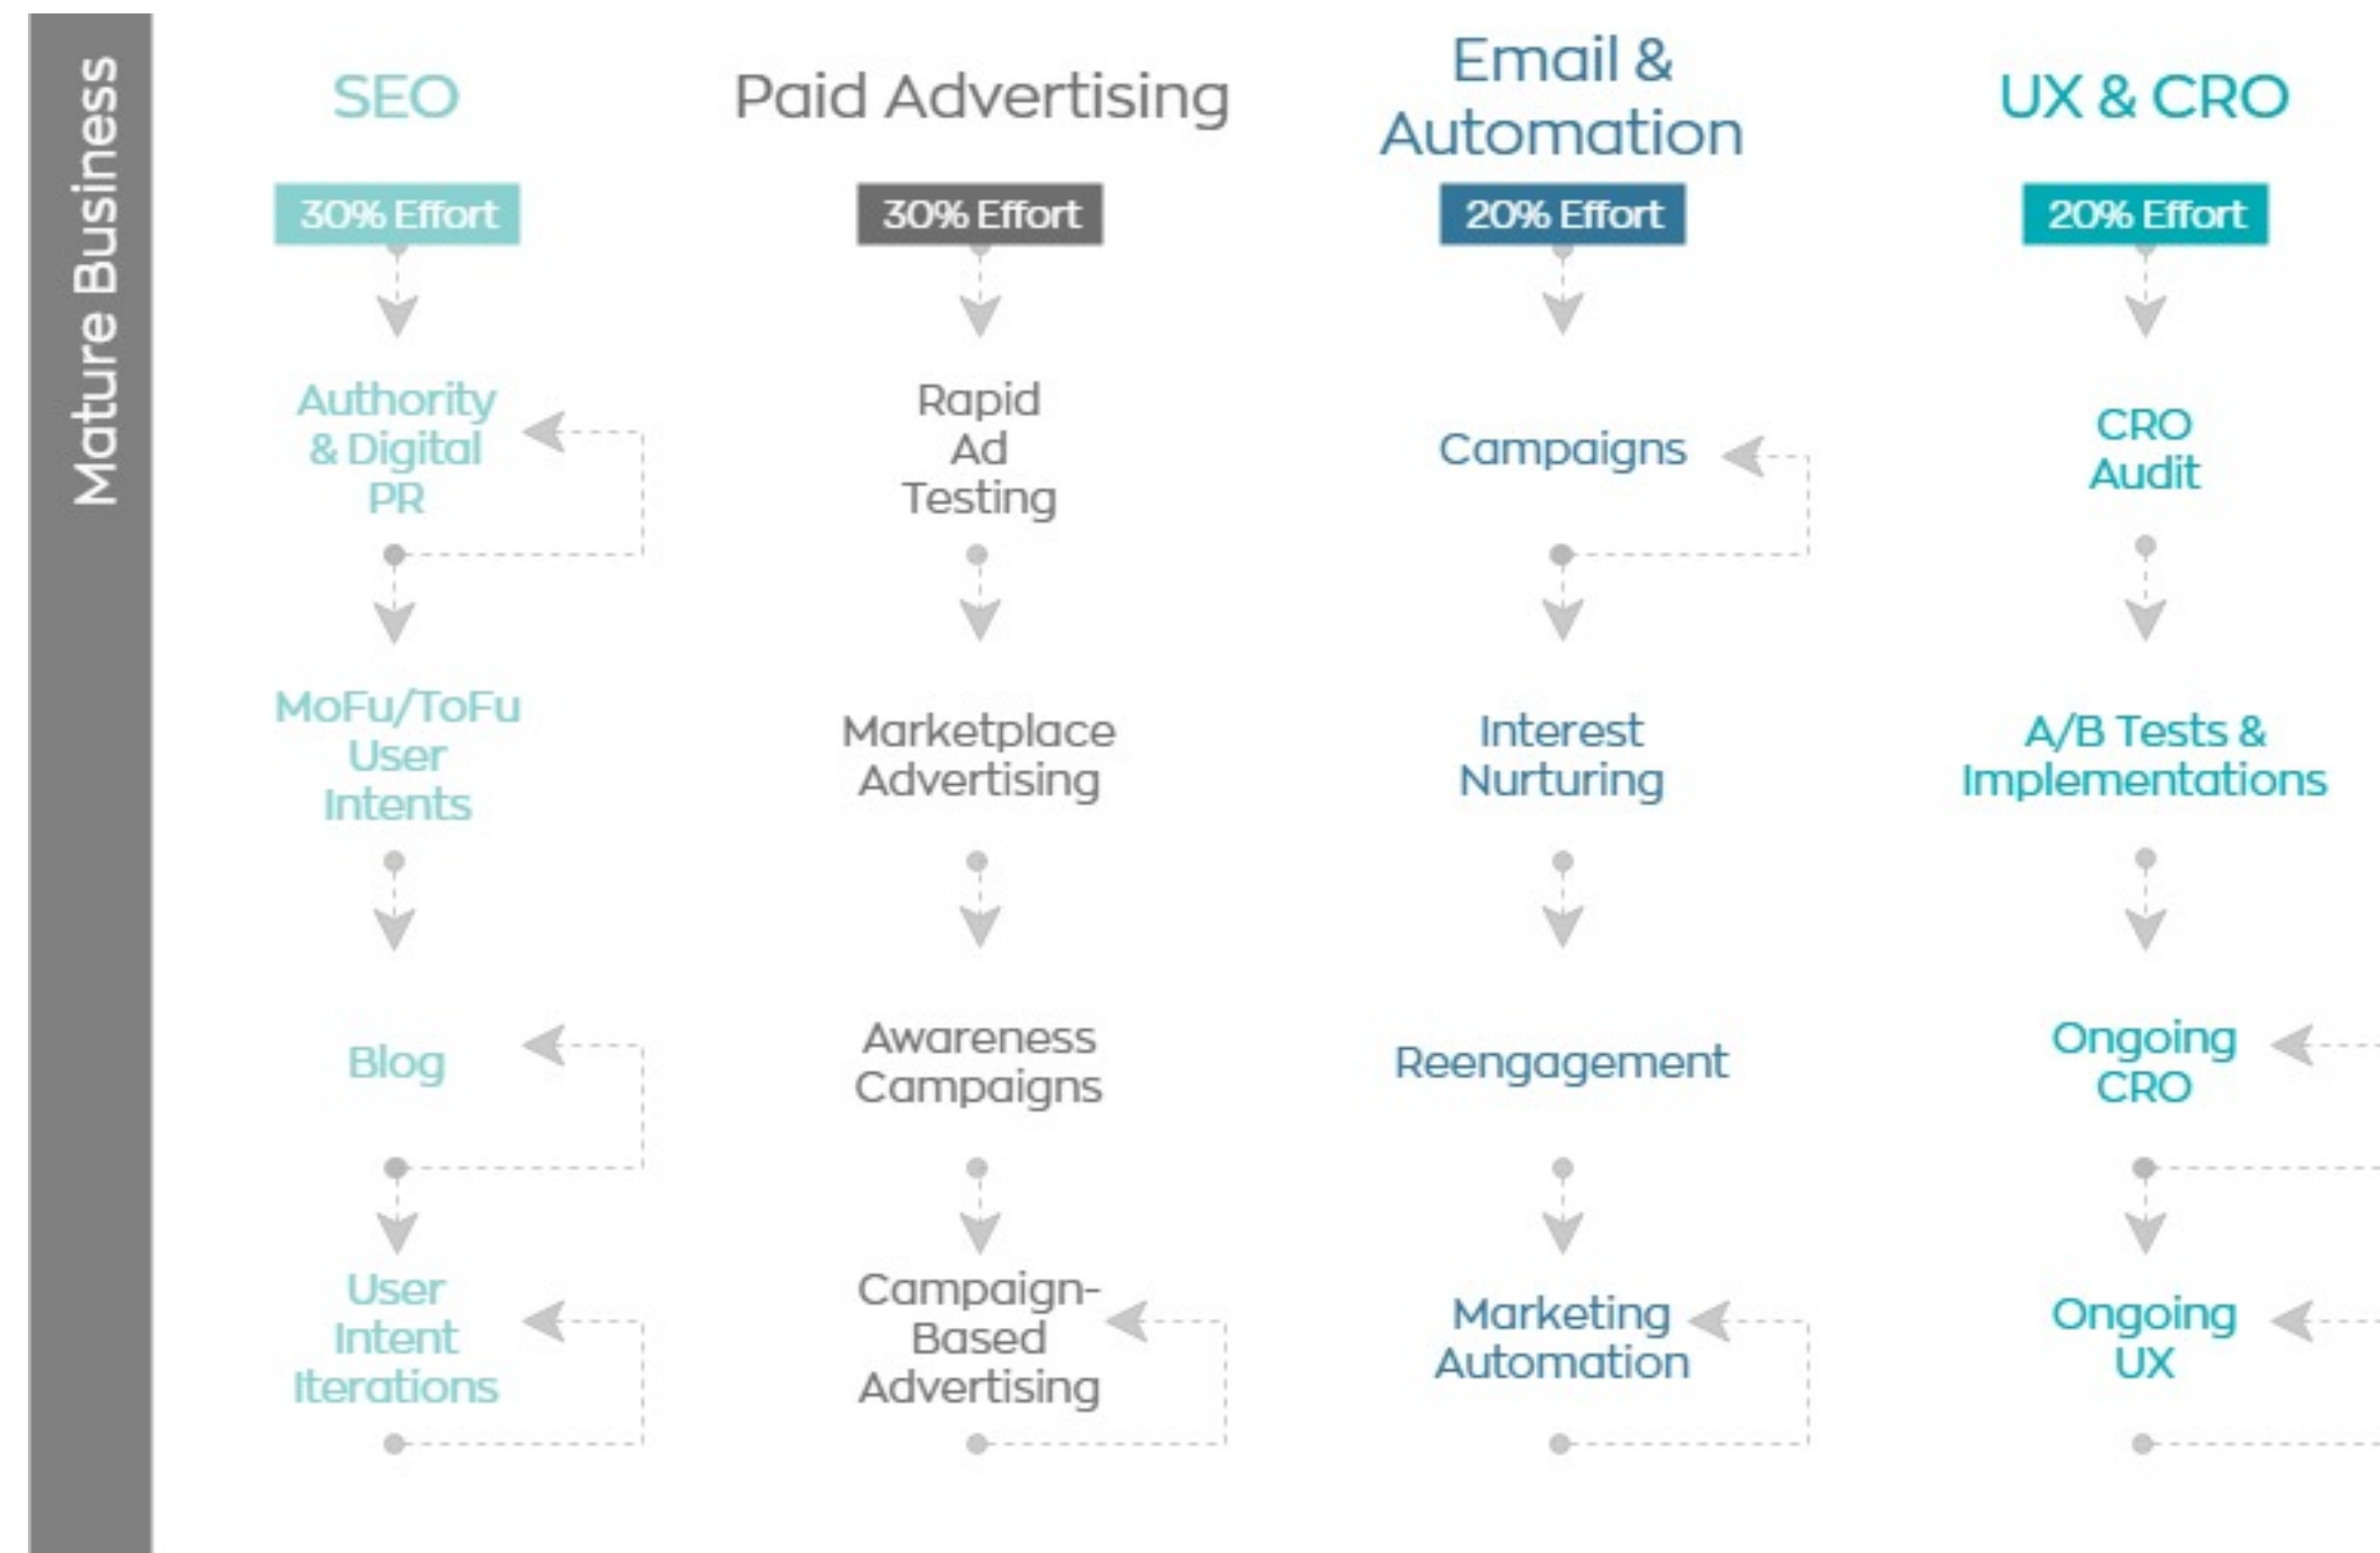 Mature Business
SEO
30% Effort
Authority
& Digital
PR
MoFu/ToFu
User
Intents
Blog
User
Intent
Iterations
Paid Advertising
30% Effort
Rapid
Ad
Testing
Marketplace
Advertising
Awareness
Campaigns
Campaign-
Based
Advertising
Email &
Automation
20% Effort
Campaigns
Interest
Nurturing
Reengagement
Marketing
Automation
UX & CRO
20% Effort
CRO
Audit
A/B Tests &
Implementations
Ongoing
CRO
Ongoing
UX